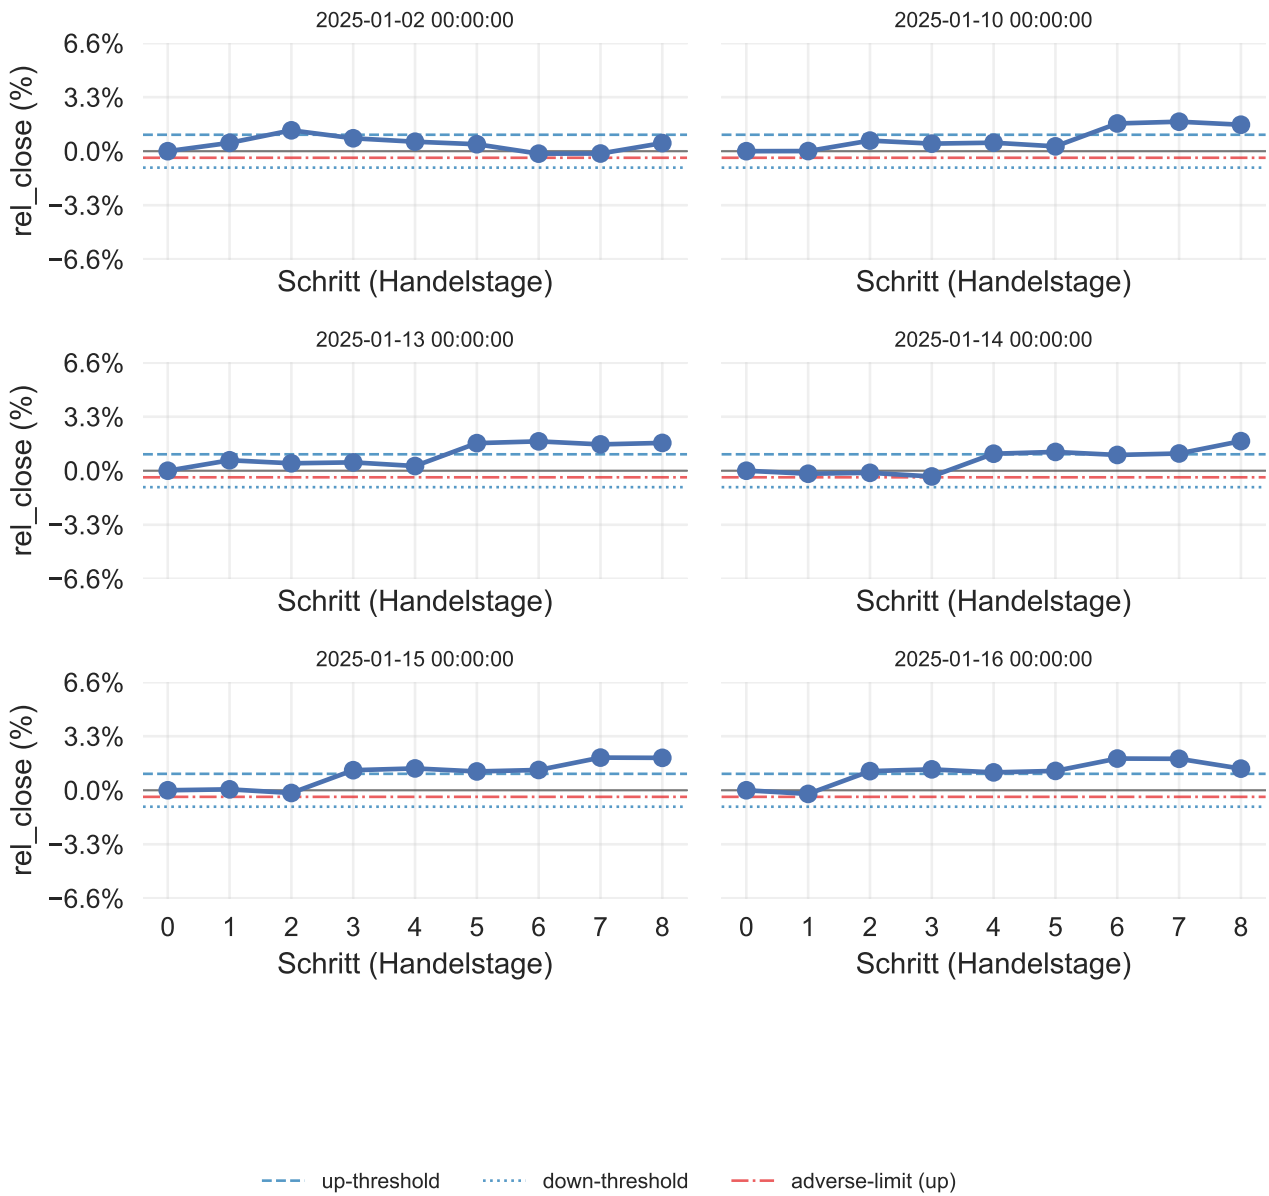 2025-01-02 00:00:00
2025-01-10 00:00:00
rel_close (%)
6.6%
3.3%
0.0%
−3.3%
−6.6%
Schritt (Handelstage)
Schritt (Handelstage)
2025-01-13 00:00:00
2025-01-14 00:00:00
rel_close (%)
6.6%
3.3%
0.0%
−3.3%
−6.6%
Schritt (Handelstage)
Schritt (Handelstage)
2025-01-15 00:00:00
2025-01-16 00:00:00
rel_close (%)
6.6%
3.3%
0.0%
−3.3%
−6.6%
0 1 2 3 4 5 6 7 8
0 1 2 3 4 5 6 7 8
Schritt (Handelstage)
Schritt (Handelstage)
up-threshold down-threshold adverse-limit (up)